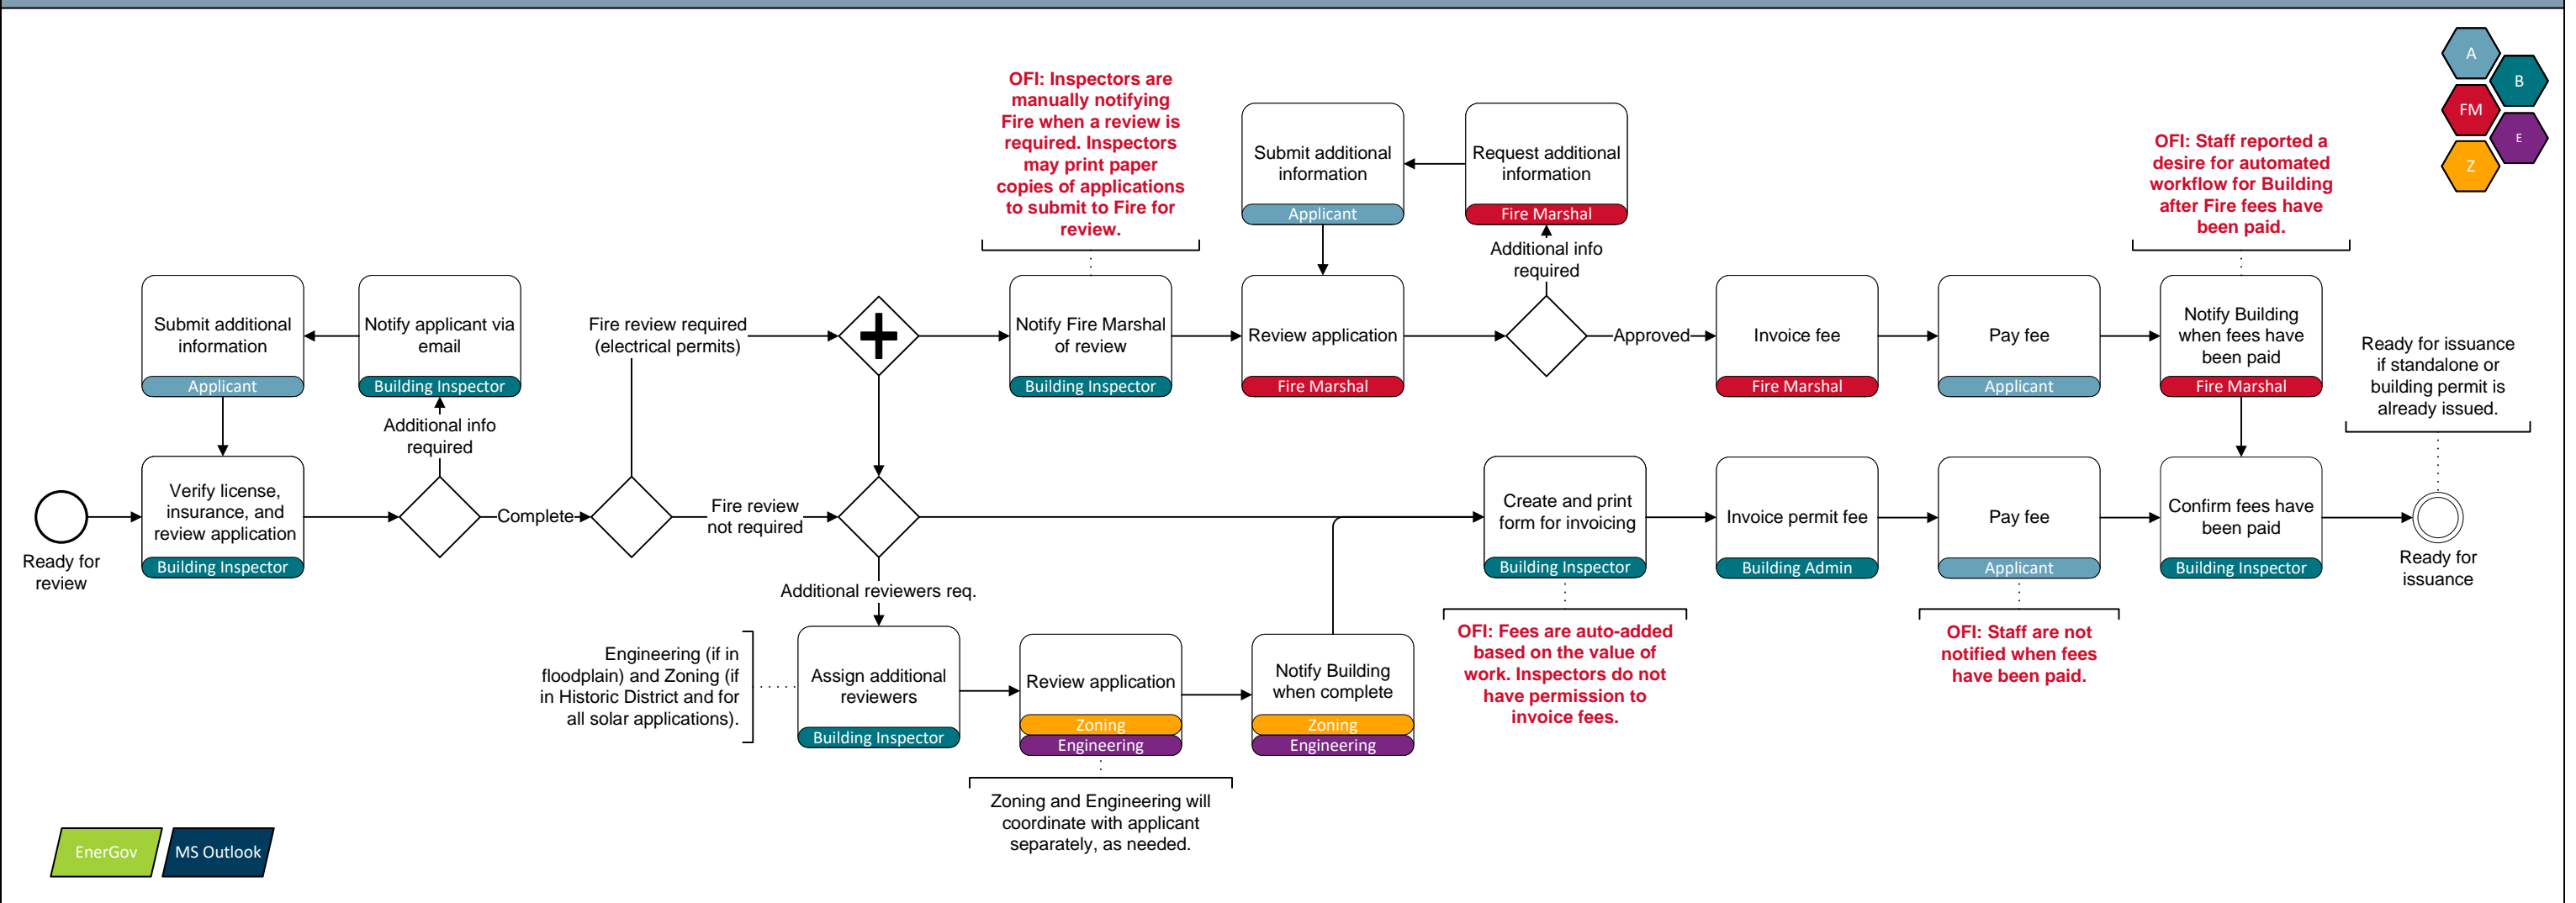 A
B
FM
E
Z
OFI: Inspectors are
manually notifying
Fire when a review is
required. Inspectors
may print paper
copies of applications
to submit to Fire for
review.
Submit additional
information
Applicant
Request additional
information
Fire Marshal
OFI: Staff reported a
desire for automated
workflow for Building
after Fire fees have
been paid.
Additional info
required
Submit additional
information
Applicant
Notify applicant via
email
Building Inspector
Fire review required
(electrical permits)
Notify Fire Marshal
of review
Building Inspector
Review application
Fire Marshal
Approved
Invoice fee
Fire Marshal
Pay fee
Applicant
Notify Building
when fees have
been paid
Fire Marshal
Ready for issuance
if standalone or
building permit is
already issued.
Additional info
required
Ready for
review
Verify license,
insurance, and
review application
Building Inspector
Complete
Fire review
not required
Create and print
form for invoicing
Building Inspector
Invoice permit fee
Building Admin
Pay fee
Applicant
Confirm fees have
been paid
Building Inspector
Ready for
issuance
Additional reviewers req.
Engineering (if in
floodplain) and Zoning (if
in Historic District and for
all solar applications).
Assign additional
reviewers
Building Inspector
Review application
Zoning
Engineering
Notify Building
when complete
Zoning
Engineering
OFI: Fees are auto-added
based on the value of
work. Inspectors do not
have permission to
invoice fees.
OFI: Staff are not
notified when fees
have been paid.
Zoning and Engineering will
coordinate with applicant
separately, as needed.
EnerGov
MS Outlook